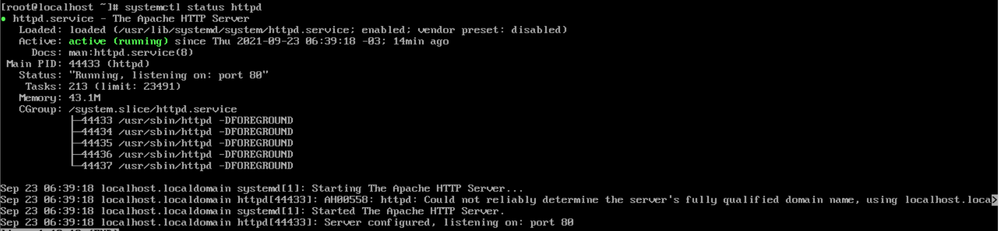 [root@localhost ~]# systemctl status httpd
● httpd.service - The Apache HTTP Server
Loaded: loaded (/usr/lib/systemd/system/httpd.service; enabled; vendor preset: disabled)
Active: active (running) since Thu 2021-09-23 06:39:18 -03; 14min ago
Docs: man:httpd.service(8)
Main PID: 44433 (httpd)
Status: "Running, listening on: port 80"
Tasks: 213 (limit: 23491)
Memory: 43.1M
CGroup: /system.slice/httpd.service
├─44433 /usr/sbin/httpd -DFOREGROUND
├─44434 /usr/sbin/httpd -DFOREGROUND
├─44435 /usr/sbin/httpd -DFOREGROUND
├─44436 /usr/sbin/httpd -DFOREGROUND
└─44437 /usr/sbin/httpd -DFOREGROUND
Sep 23 06:39:18 localhost.localdomain systemd[1]: Starting The Apache HTTP Server...
Sep 23 06:39:18 localhost.localdomain httpd[44433]: AH00558: httpd: Could not reliably determine the server's fully qualified domain name, using localhost.loca>
Sep 23 06:39:18 localhost.localdomain systemd[1]: Started The Apache HTTP Server.
Sep 23 06:39:18 localhost.localdomain httpd[44433]: Server configured, listening on: port 80